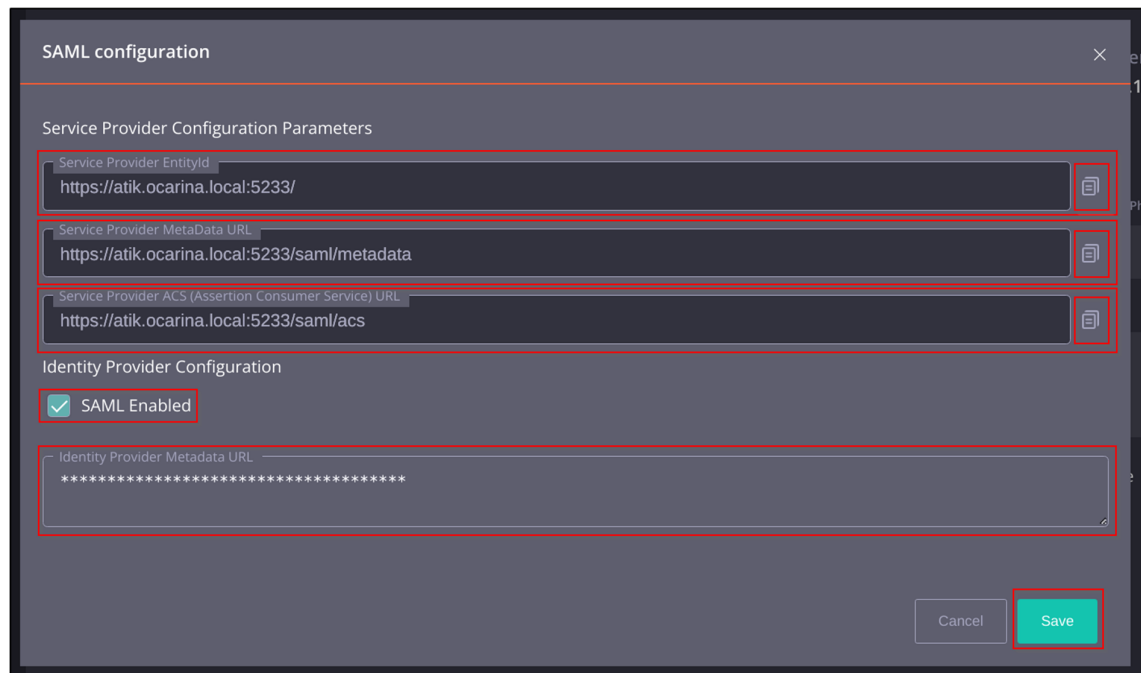 SAML configuration
Service Provider Configuration Parameters
Service Provider EntityId
https://atik.ocarina.local:5233/
Service Provider MetaData URL
https://atik.ocarina.local:5233/saml/metadata
Service Provider ACS (Assertion Consumer Service) URL
https://atik.ocarina.local:5233/saml/acs
Identity Provider Configuration
SAML Enabled
Identity Provider Metadata URL
*************************************
Cancel Save